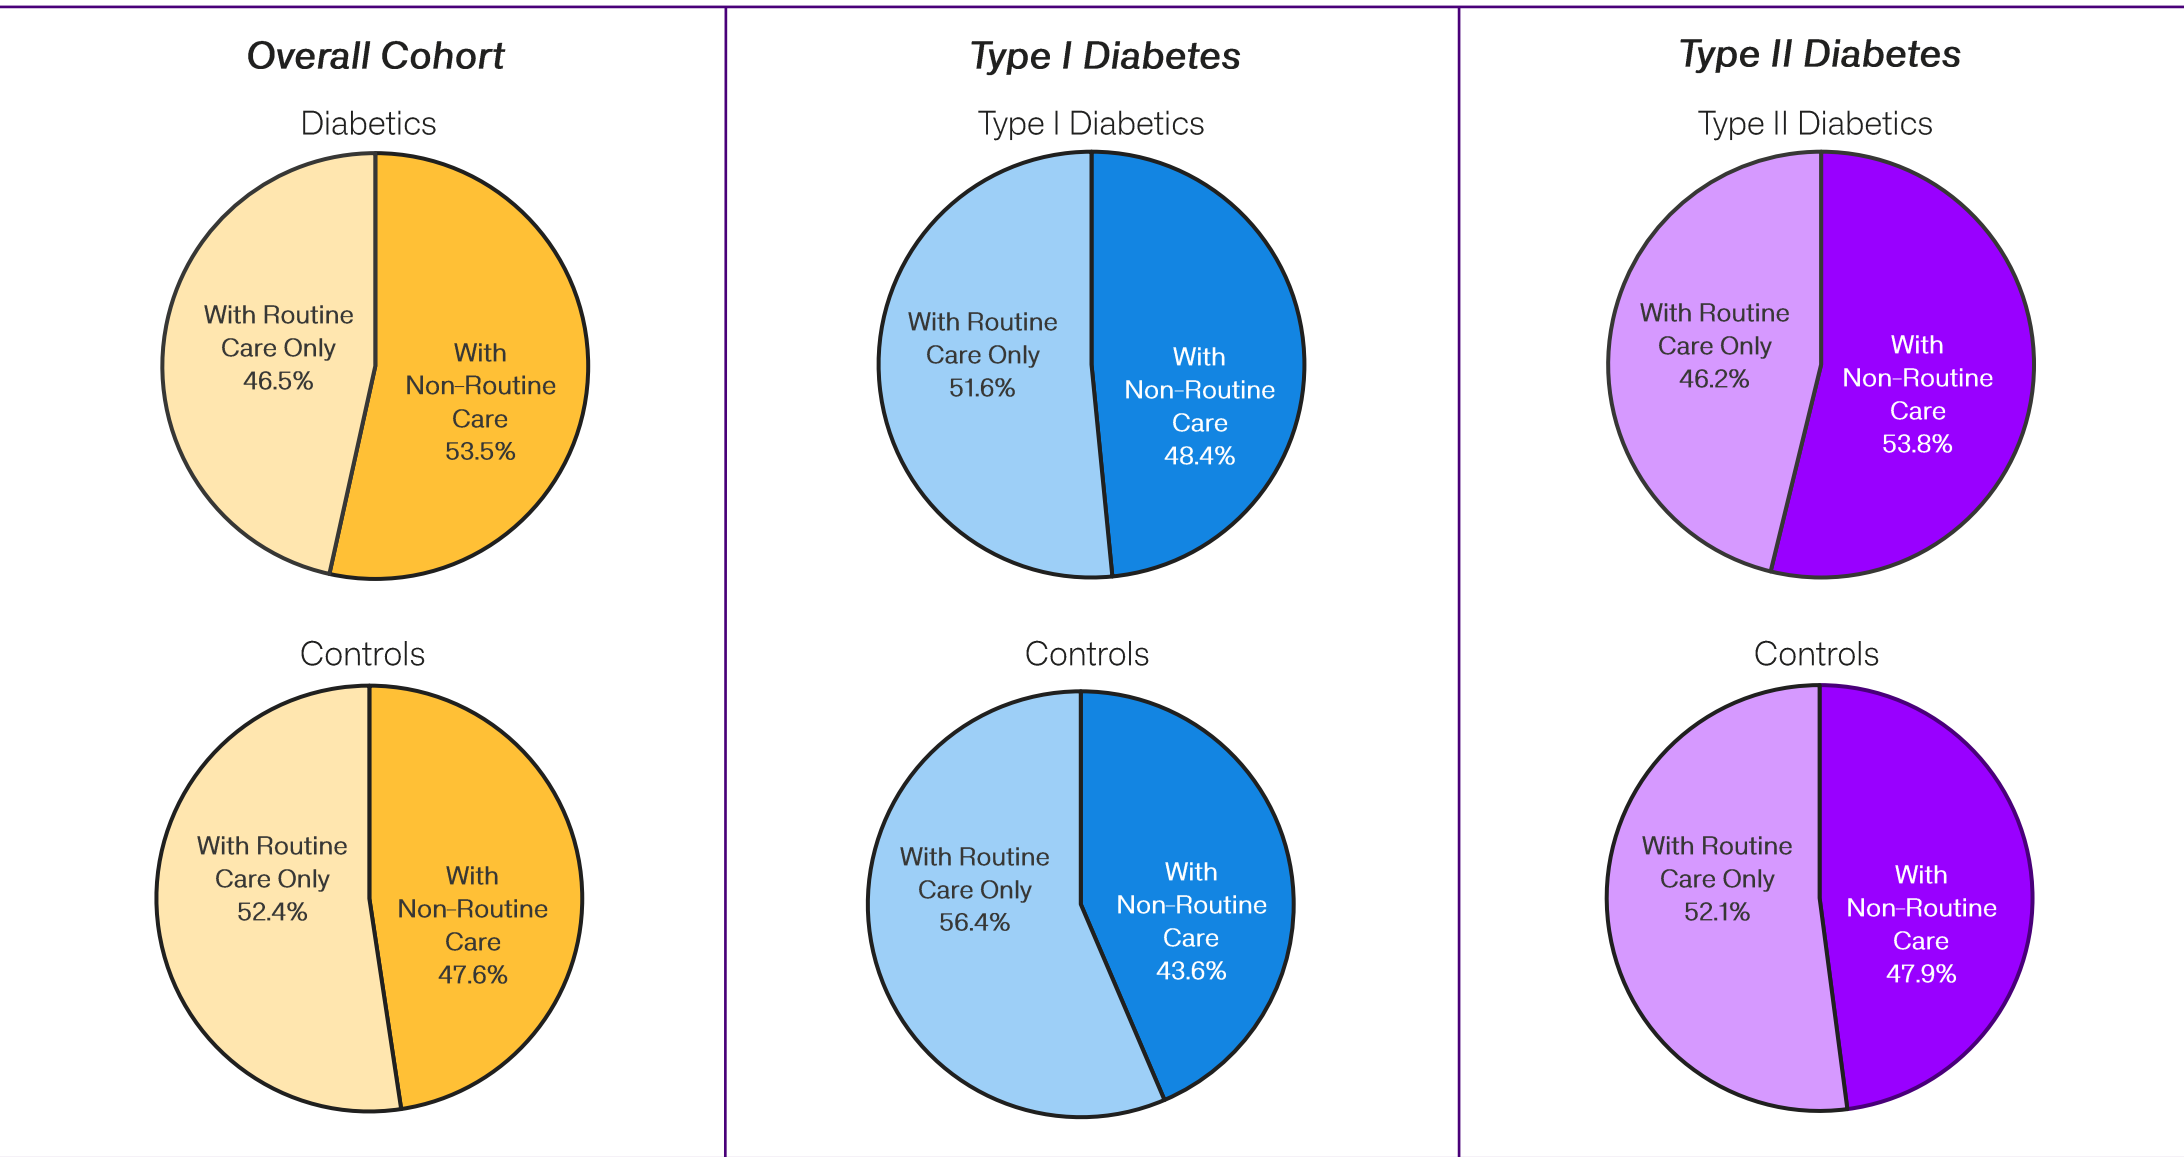 Overall Cohort
Diabetics
With Routine
Care Only
46.5%
With
Non-Routine
Care
53.5%
Controls
With Routine
Care Only
52.4%
With
Non-Routine
Care
47.6%
Type I Diabetes
Type I Diabetics
With Routine
Care Only
51.6%
With
Non-Routine
Care
48.4%
Controls
With Routine
Care Only
56.4%
With
Non-Routine
Care
43.6%
Type II Diabetes
Type II Diabetics
With Routine
Care Only
46.2%
With
Non-Routine
Care
53.8%
Controls
With Routine
Care Only
52.1%
With
Non-Routine
Care
47.9%